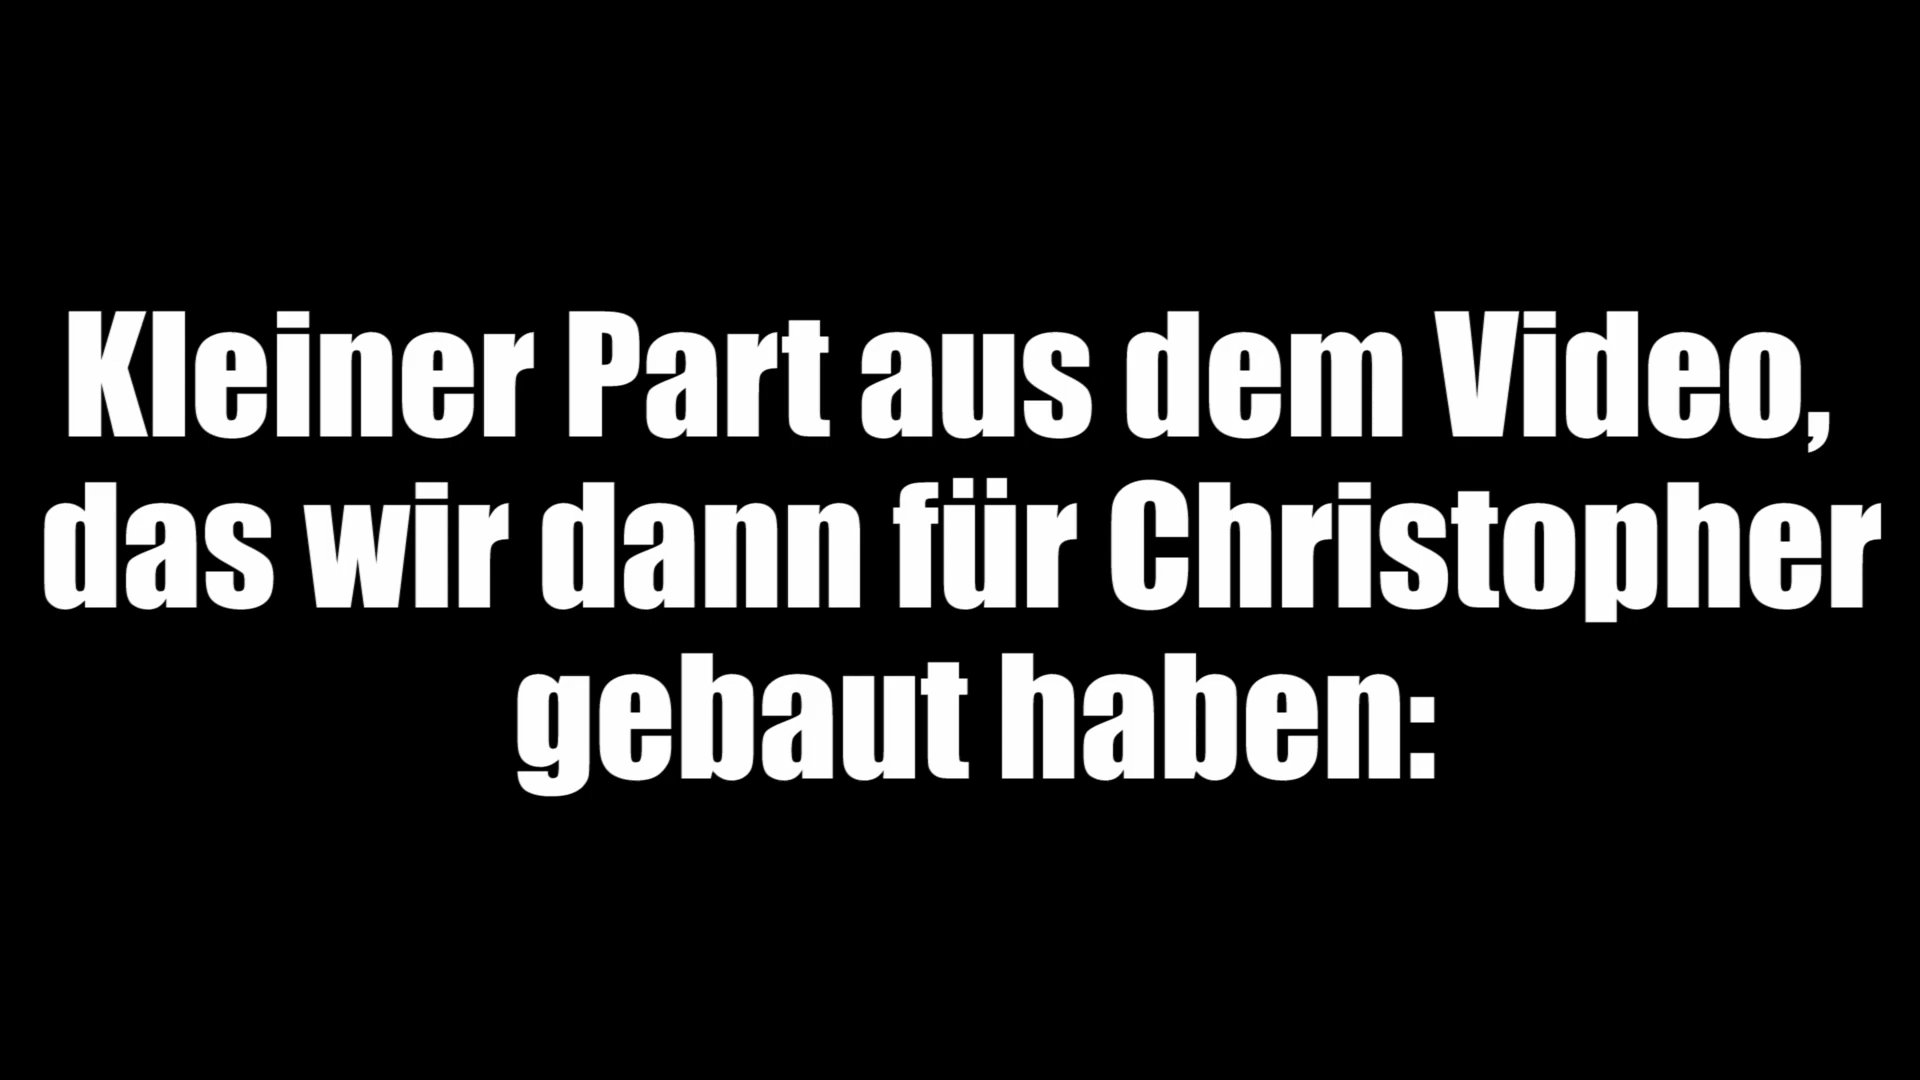 Kleiner Part aus dem Video,
das wir dann für Christopher
gebaut haben: